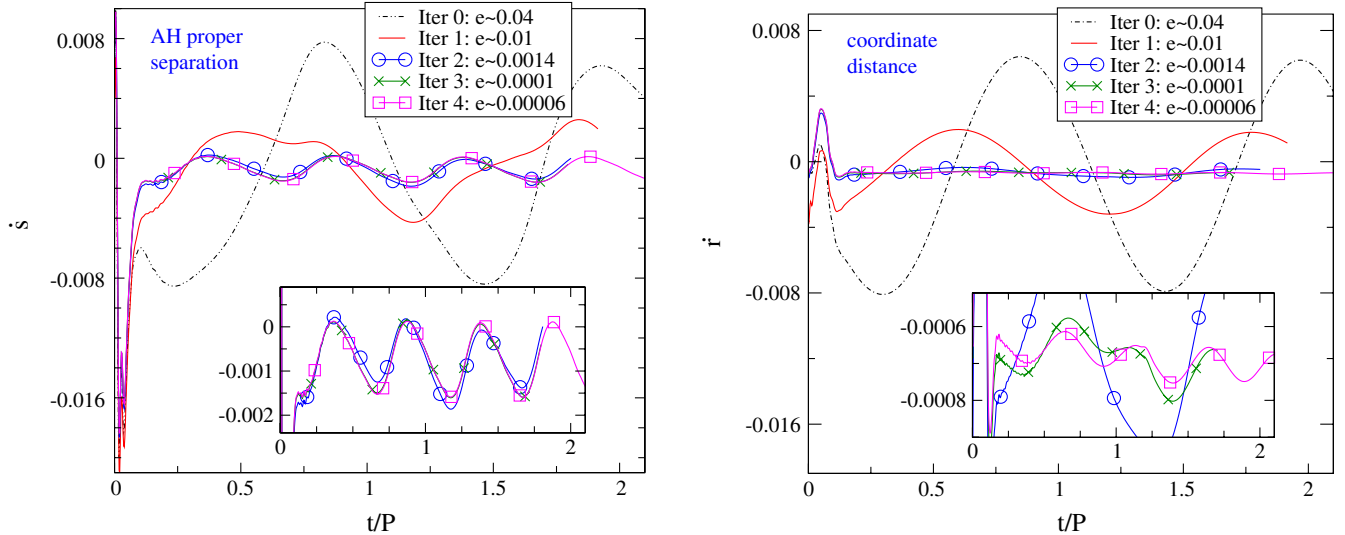 AH proper
separation
Iter 0: e~0.04
Iter 1: e~0.01
Iter 2: e~0.0014
Iter 3: e~0.0001
Iter 4: e~0.00006
0.008
0
-0.008
-0.016
ṡ
0
-0.001
-0.002
0
1
2
0
0.5
1
1.5
2
t/P
coordinate
distance
Iter 0: e~0.04
Iter 1: e~0.01
Iter 2: e~0.0014
Iter 3: e~0.0001
Iter 4: e~0.00006
0.008
0
-0.008
-0.016
ṙ
-0.0006
-0.0008
0
1
2
0
0.5
1
1.5
2
t/P